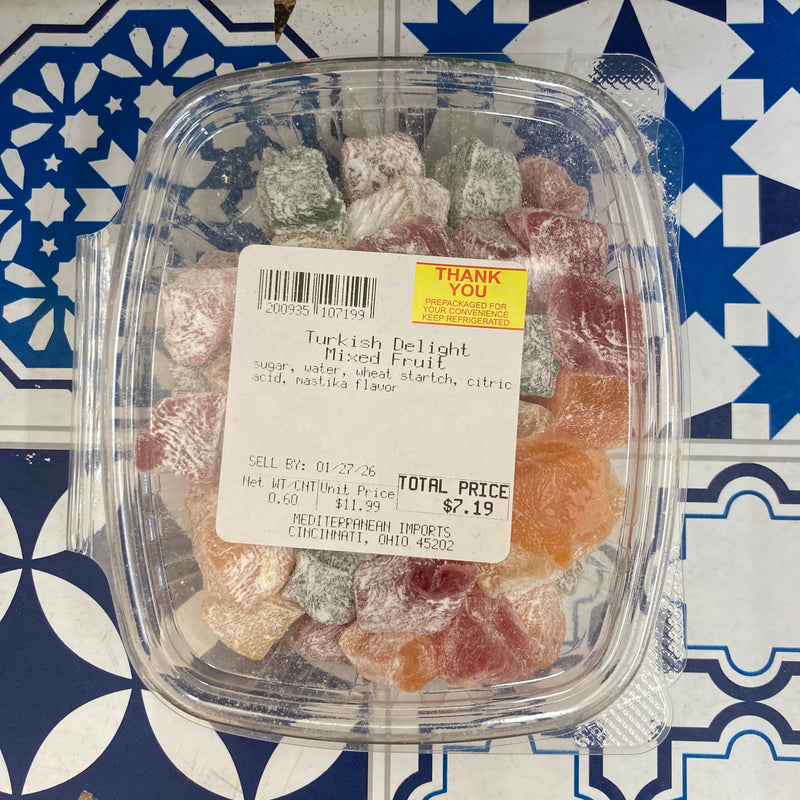 THANK
YOU
PREPACKAGED FOR
YOUR CONVENIENCE
KEEP REFRIGERATED
200935 107199
Turkish Delight
Mixed Fruit
sugar, water, wheat startch, citric
acid, mastika flavor
SELL BY: 01/27/26
Net WT/CNT Unit Price TOTAL PRICE
0.60 $11.99 $7.19
MEDITERRANEAN IMPORTS
CINCINNATI, OHIO 45202